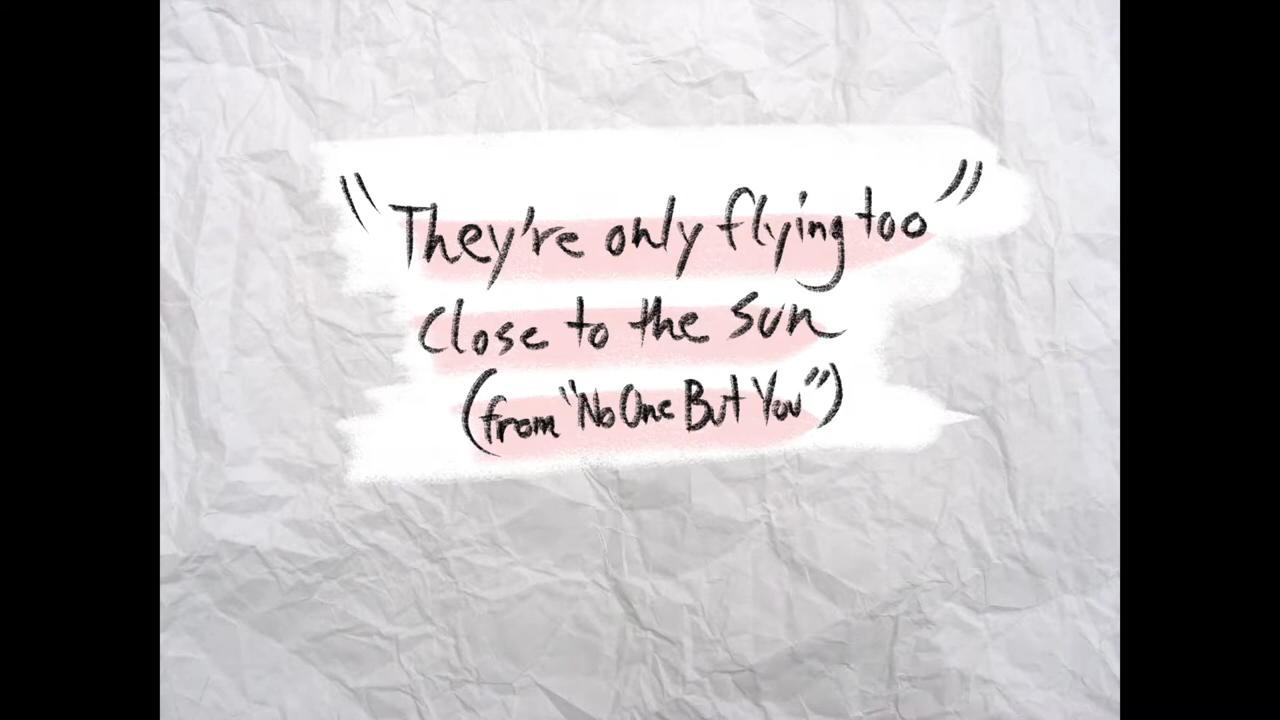 "They're only flying too"
Close to the sun
(from "No One But You")